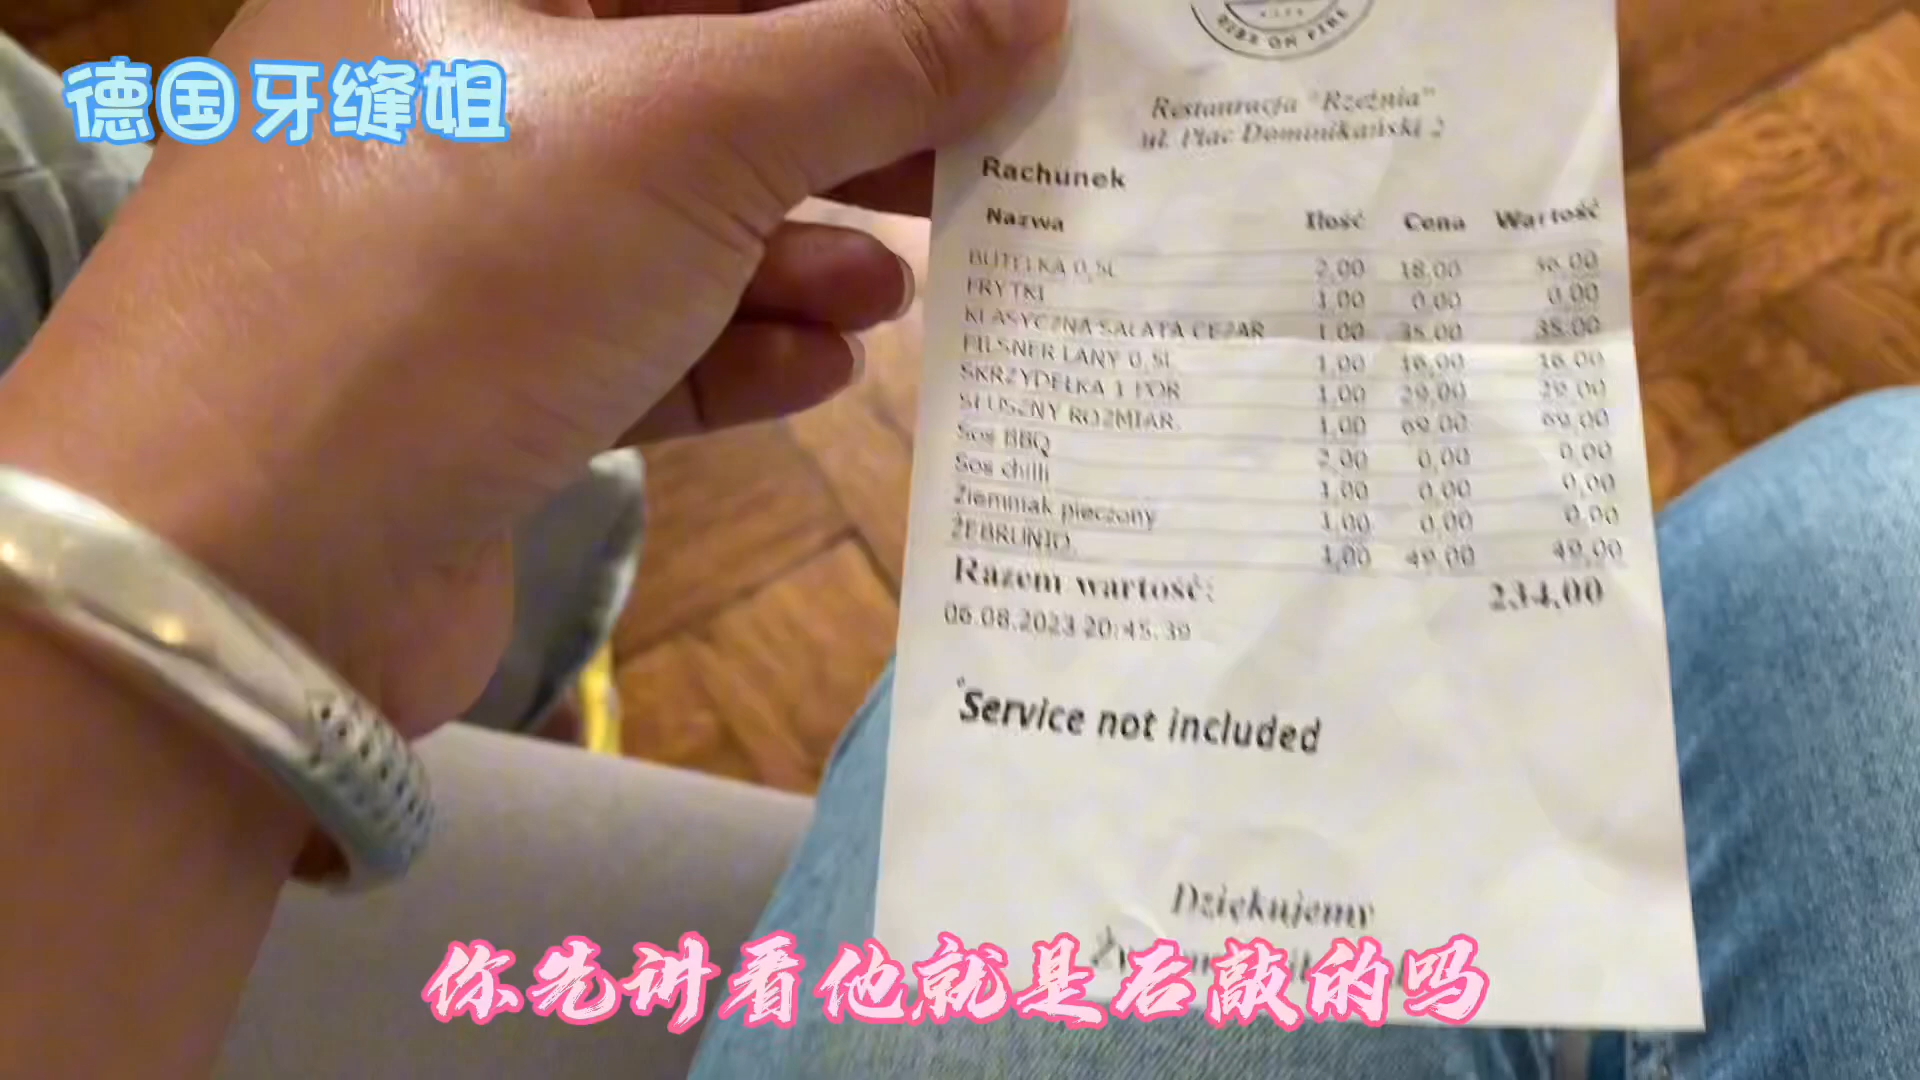 德国牙缝姐
RIBS ON FIRE
Restauracja "Rzeźnia"
ul. Plac Dominikański 2
Rachunek
Nazwa Ilość Cena Wartość
BUTELKA 0,5L 2,00 18,00 36,00
FRYTKI 1,00 0,00 0,00
KLASYCZNA SAŁATA CEZAR 1,00 35,00 35,00
PILSNER LANY 0,5L 1,00 16,00 16,00
SKRZYDEŁKA 1 POR 1,00 29,00 29,00
SŁUSZNY ROZMIAR. 1,00 69,00 69,00
Sos BBQ 2,00 0,00 0,00
Sos chilli 1,00 0,00 0,00
Ziemniak pieczony 1,00 0,00 0,00
ŻEBRUNIO. 1,00 49,00 49,00
Razem wartość: 234,00
06.08.2023 20:45:39
Service not included
Dziękujemy
你先讲看他就是后敲的吗